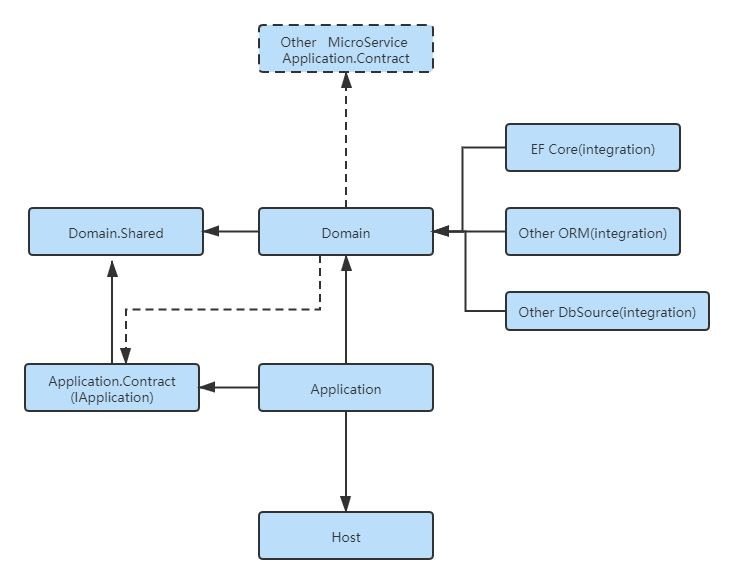 Other MicroService
Application.Contract
EF Core(integration)
Domain.Shared
Domain
Other ORM(integration)
Other DbSource(integration)
Application.Contract
(IApplication)
Application
Host